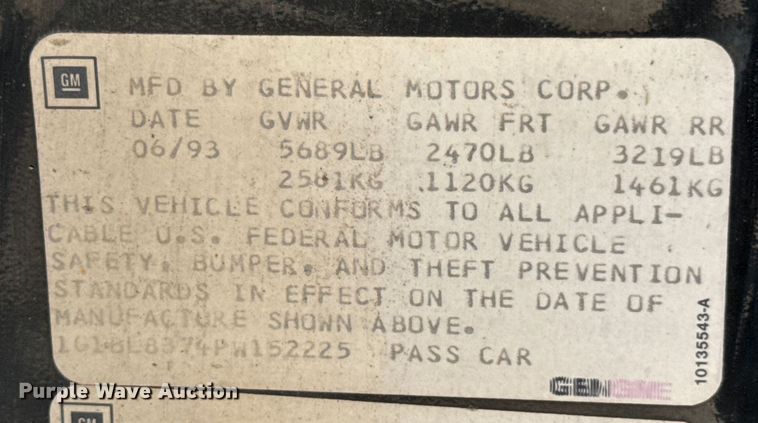 GM
MFD BY GENERAL MOTORS CORP.
DATE GVWR GAWR FRT GAWR RR
06/93 5689LB 2470LB 3219LB
2581KG 1120KG 1461KG
THIS VEHICLE CONFORMS TO ALL APPLI-
CABLE U.S. FEDERAL MOTOR VEHICLE
SAFETY, BUMPER, AND THEFT PREVENTION
STANDARDS IN EFFECT ON THE DATE OF
MANUFACTURE SHOWN ABOVE.
1G1BL8374PW152225 PASS CAR
10135543-A
Purple Wave Auction
GM